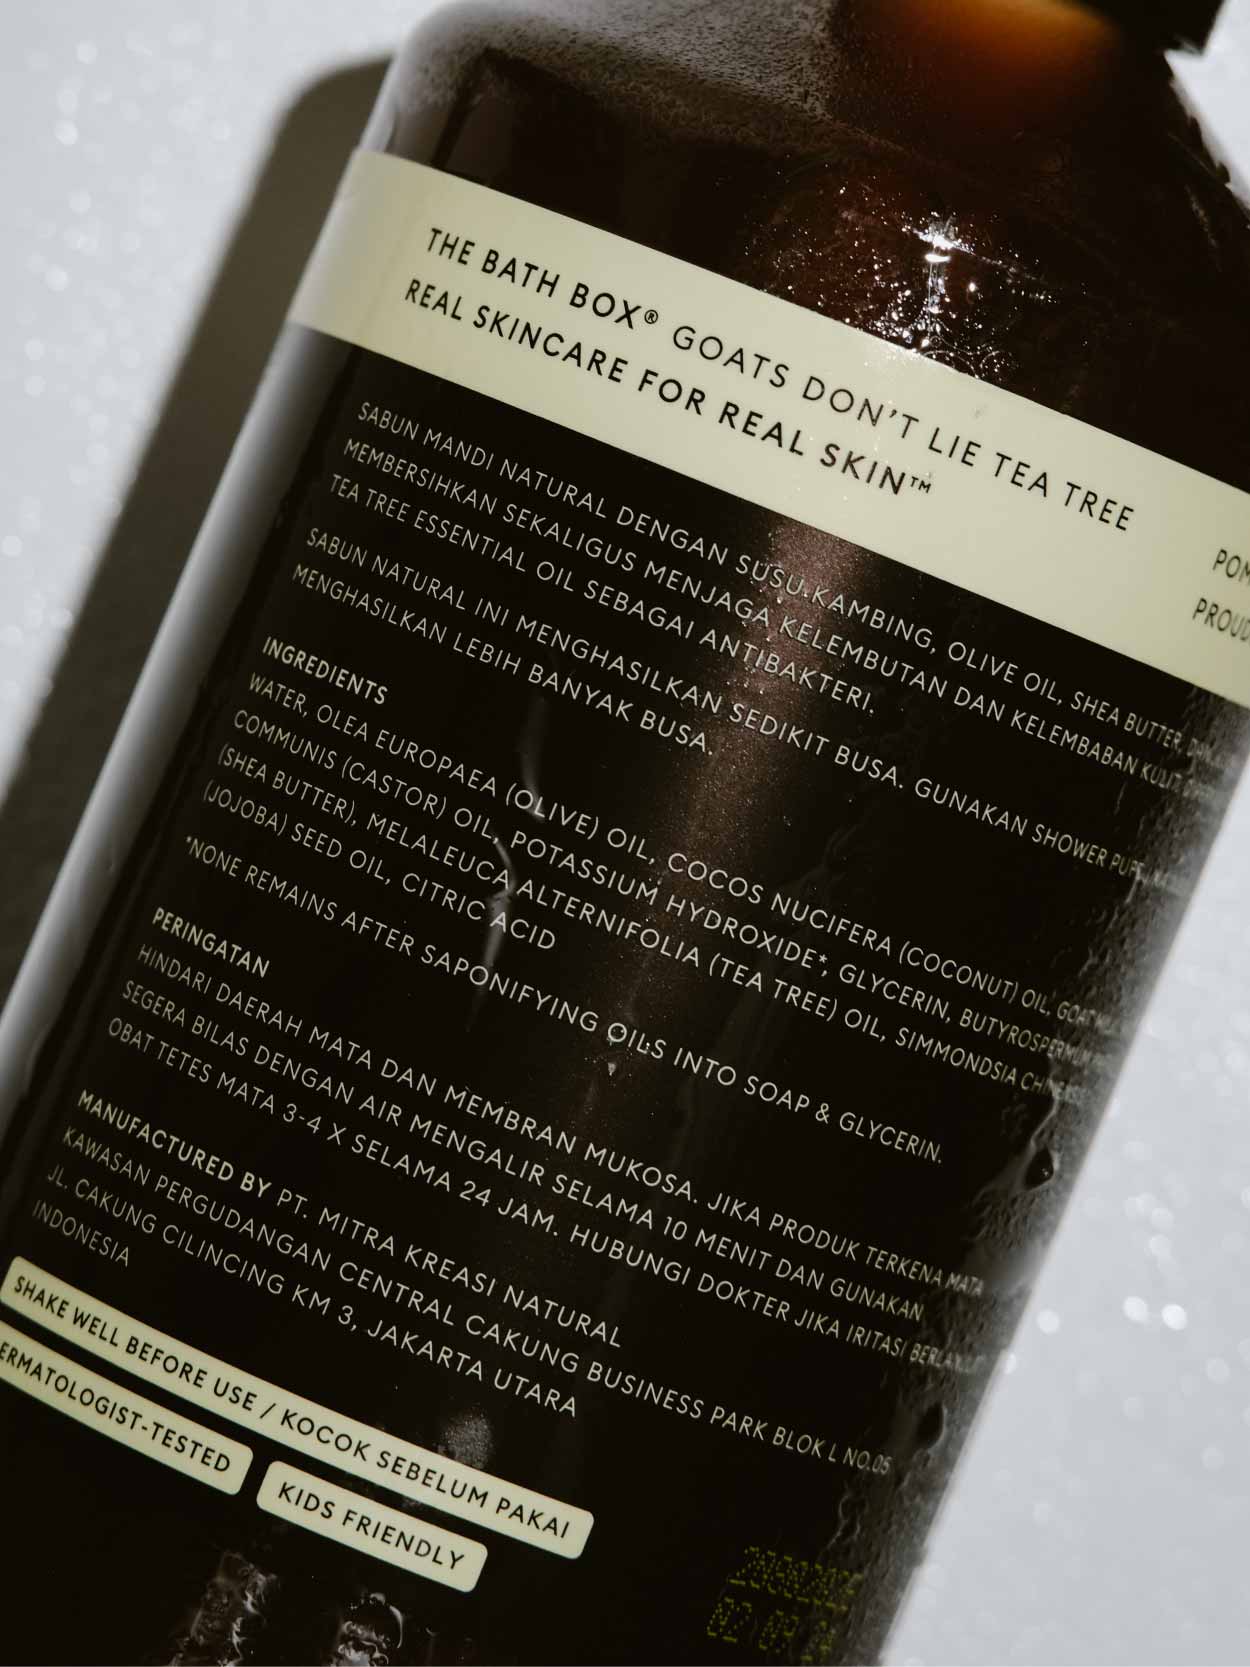 THE BATH BOX® GOATS DON'T LIE TEA TREE
REAL SKINCARE FOR REAL SKIN™
SABUN MANDI NATURAL DENGAN SUSU KAMBING, OLIVE OIL, SHEA BUTTER,
MEMBERSIHKAN SEKALIGUS MENJAGA KELEMBUTAN DAN KELEMBABAN KULIT.
TEA TREE ESSENTIAL OIL SEBAGAI ANTIBAKTERI.
SABUN NATURAL INI MENGHASILKAN SEDIKIT BUSA. GUNAKAN SHOWER
MENGHASILKAN LEBIH BANYAK BUSA.
INGREDIENTS
WATER, OLEA EUROPAEA (OLIVE) OIL, COCOS NUCIFERA (COCONUT) OIL,
COMMUNIS (CASTOR) OIL, POTASSIUM HYDROXIDE*, GLYCERIN, BUTYROSPERMUM
(SHEA BUTTER), MELALEUCA ALTERNIFOLIA (TEA TREE) OIL, SIMMONDSIA
(JOJOBA) SEED OIL, CITRIC ACID
*NONE REMAINS AFTER SAPONIFYING OILS INTO SOAP & GLYCERIN.
PERINGATAN
HINDARI DAERAH MATA DAN MEMBRAN MUKOSA. JIKA PRODUK TERKENA MATA
SEGERA BILAS DENGAN AIR MENGALIR SELAMA 10 MENIT DAN GUNAKAN
OBAT TETES MATA 3-4 X SELAMA 24 JAM. HUBUNGI DOKTER JIKA IRITASI
MANUFACTURED BY PT. MITRA KREASI NATURAL
KAWASAN PERGUDANGAN CENTRAL CAKUNG BUSINESS PARK BLOK L NO.05
JL. CAKUNG CILINCING KM 3, JAKARTA UTARA
INDONESIA
SHAKE WELL BEFORE USE / KOCOK SEBELUM PAKAI
ERMATOLOGIST-TESTED
KIDS FRIENDLY